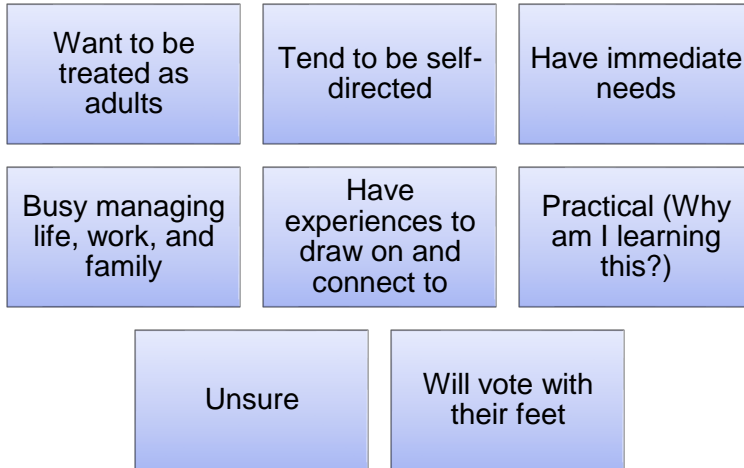 Want to be
treated as
adults
Tend to be self-
directed
Have immediate
needs
Busy managing
life, work, and
family
Have
experiences to
draw on and
connect to
Practical (Why
am I learning
this?)
Unsure
Will vote with
their feet